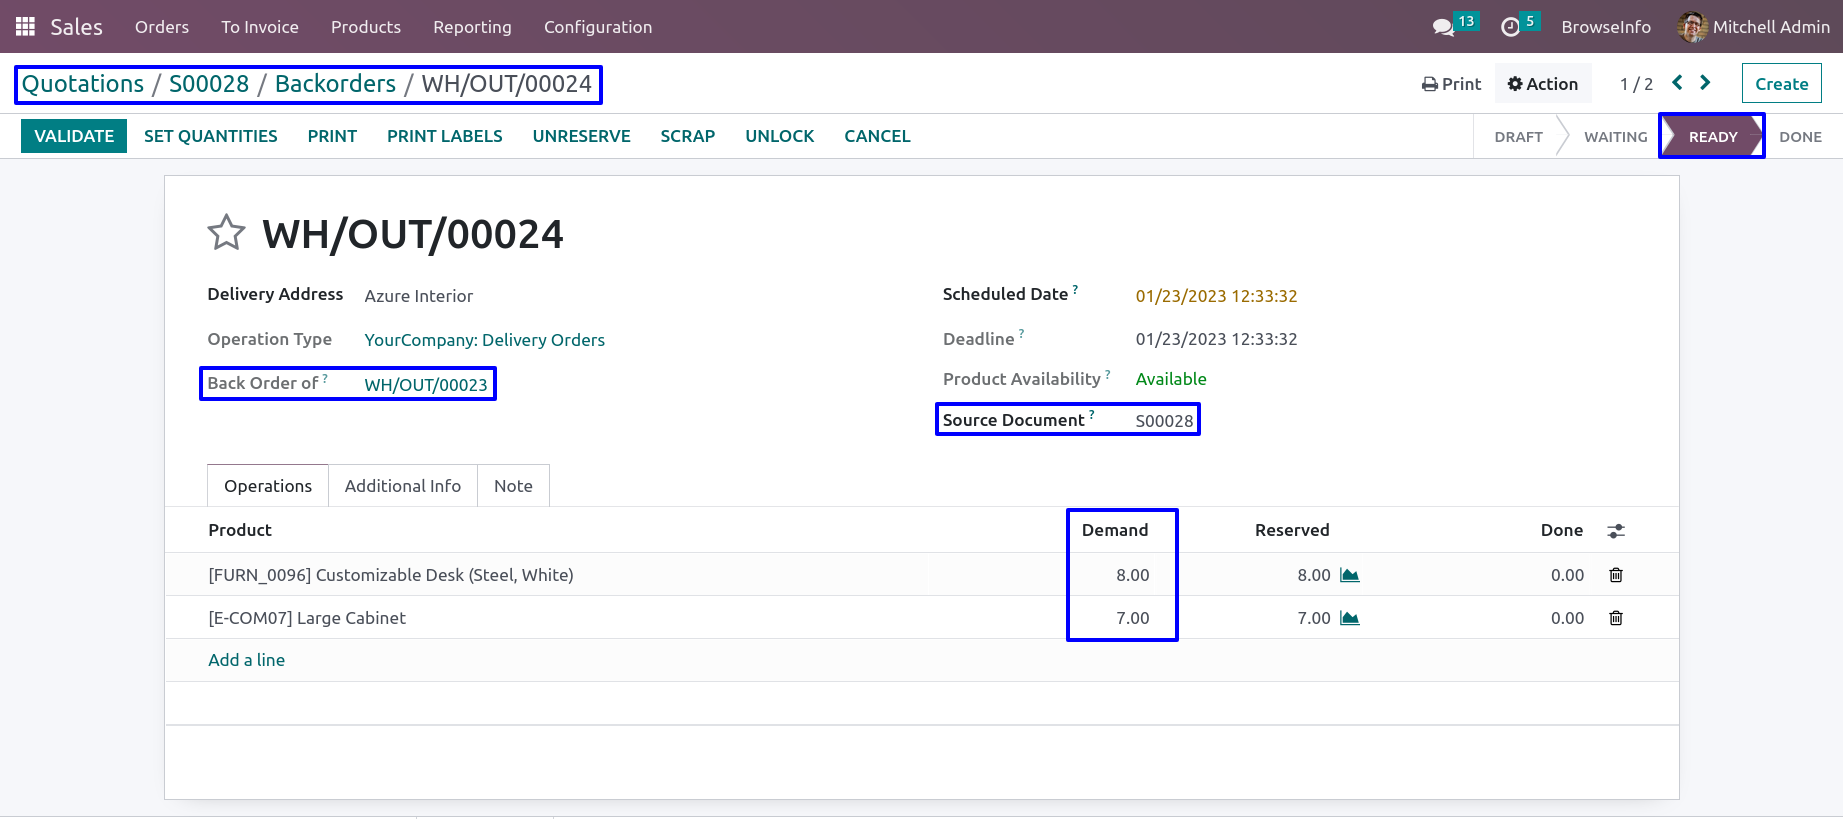 Sales Orders To Invoice Products Reporting Configuration 13 5 BrowseInfo Mitchell Admin
Quotations / S00028 / Backorders / WH/OUT/00024 Print Action 1 / 2 Create
VALIDATE SET QUANTITIES PRINT PRINT LABELS UNRESERVE SCRAP UNLOCK CANCEL DRAFT WAITING READY DONE
WH/OUT/00024
Delivery Address Azure Interior Scheduled Date ? 01/23/2023 12:33:32
Operation Type YourCompany: Delivery Orders Deadline ? 01/23/2023 12:33:32
Back Order of ? WH/OUT/00023 Product Availability ? Available
Source Document ? S00028
Operations Additional Info Note
Product Demand Reserved Done
[FURN_0096] Customizable Desk (Steel, White) 8.00 8.00 0.00
[E-COM07] Large Cabinet 7.00 7.00 0.00
Add a line